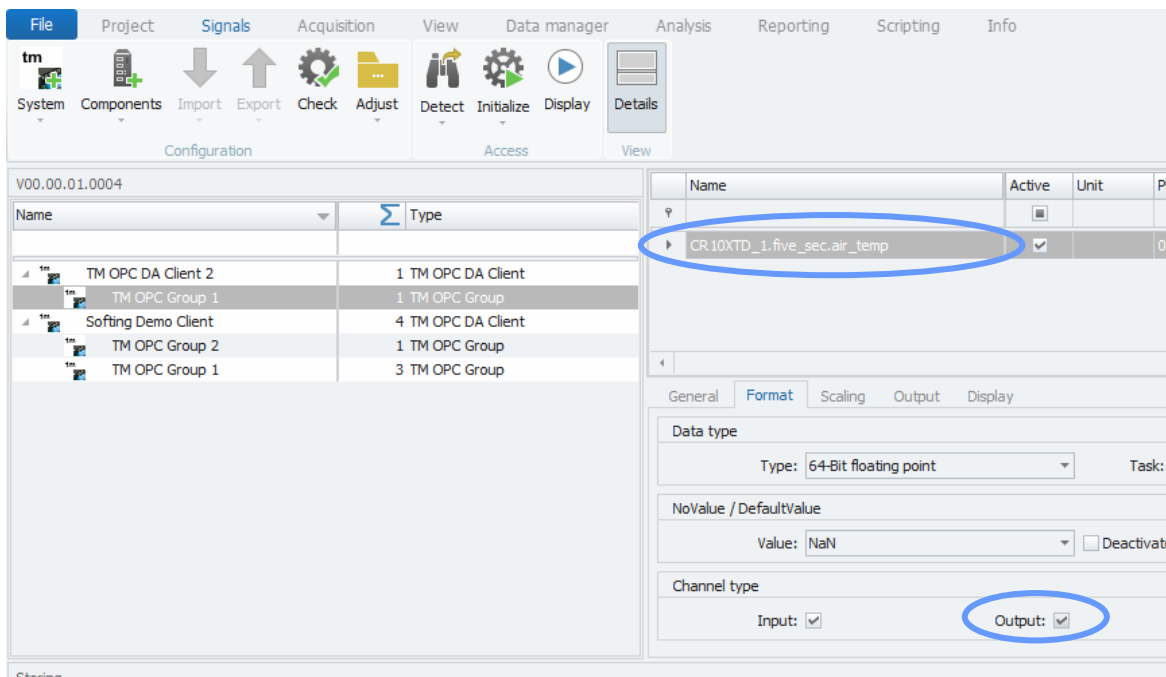 File Project Signals Acquisition View Data manager Analysis Reporting Scripting Info
tm
System Components Import Export Check Adjust Detect Initialize Display Details
Configuration Access View
V00.00.01.0004
Name Type
TM OPC DA Client 2 1 TM OPC DA Client
TM OPC Group 1 1 TM OPC Group
Softing Demo Client 4 TM OPC DA Client
TM OPC Group 2 1 TM OPC Group
TM OPC Group 1 3 TM OPC Group
Name Active Unit P
CR10XTD_1.five_sec.air_temp 0
General Format Scaling Output Display
Data type
Type: 64-Bit floating point Task:
NoValue / DefaultValue
Value: NaN Deactivat
Channel type
Input: Output:
Storing